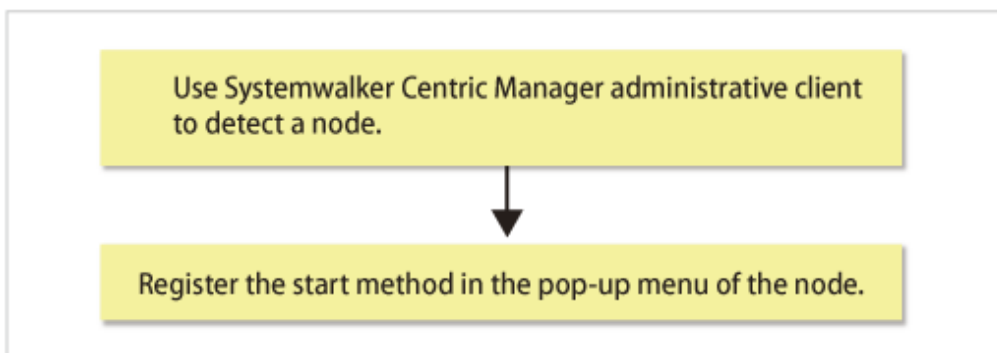 Use Systemwalker Centric Manager administrative client
to detect a node.
Register the start method in the pop-up menu of the node.